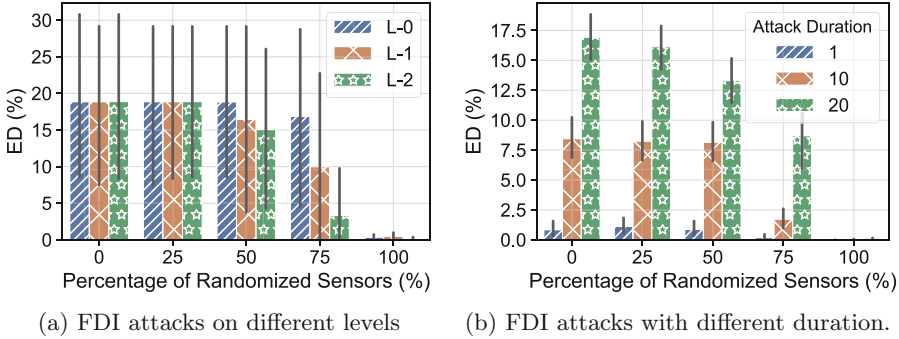 30
25
20
15
10
5
0
ED (%)
L-0
L-1
L-2
0 25 50 75 100
Percentage of Randomized Sensors (%)
(a) FDI attacks on different levels
17.5
15.0
12.5
10.0
7.5
5.0
2.5
0.0
ED (%)
Attack Duration
1
10
20
0 25 50 75 100
Percentage of Randomized Sensors (%)
(b) FDI attacks with different duration.